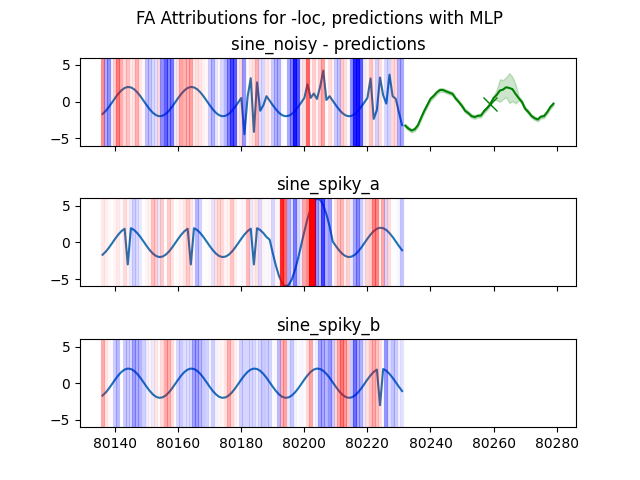 FA Attributions for -loc, predictions with MLP
sine_noisy - predictions
5
0
−5
sine_spiky_a
5
0
−5
sine_spiky_b
5
0
−5
80140 80160 80180 80200 80220 80240 80260 80280